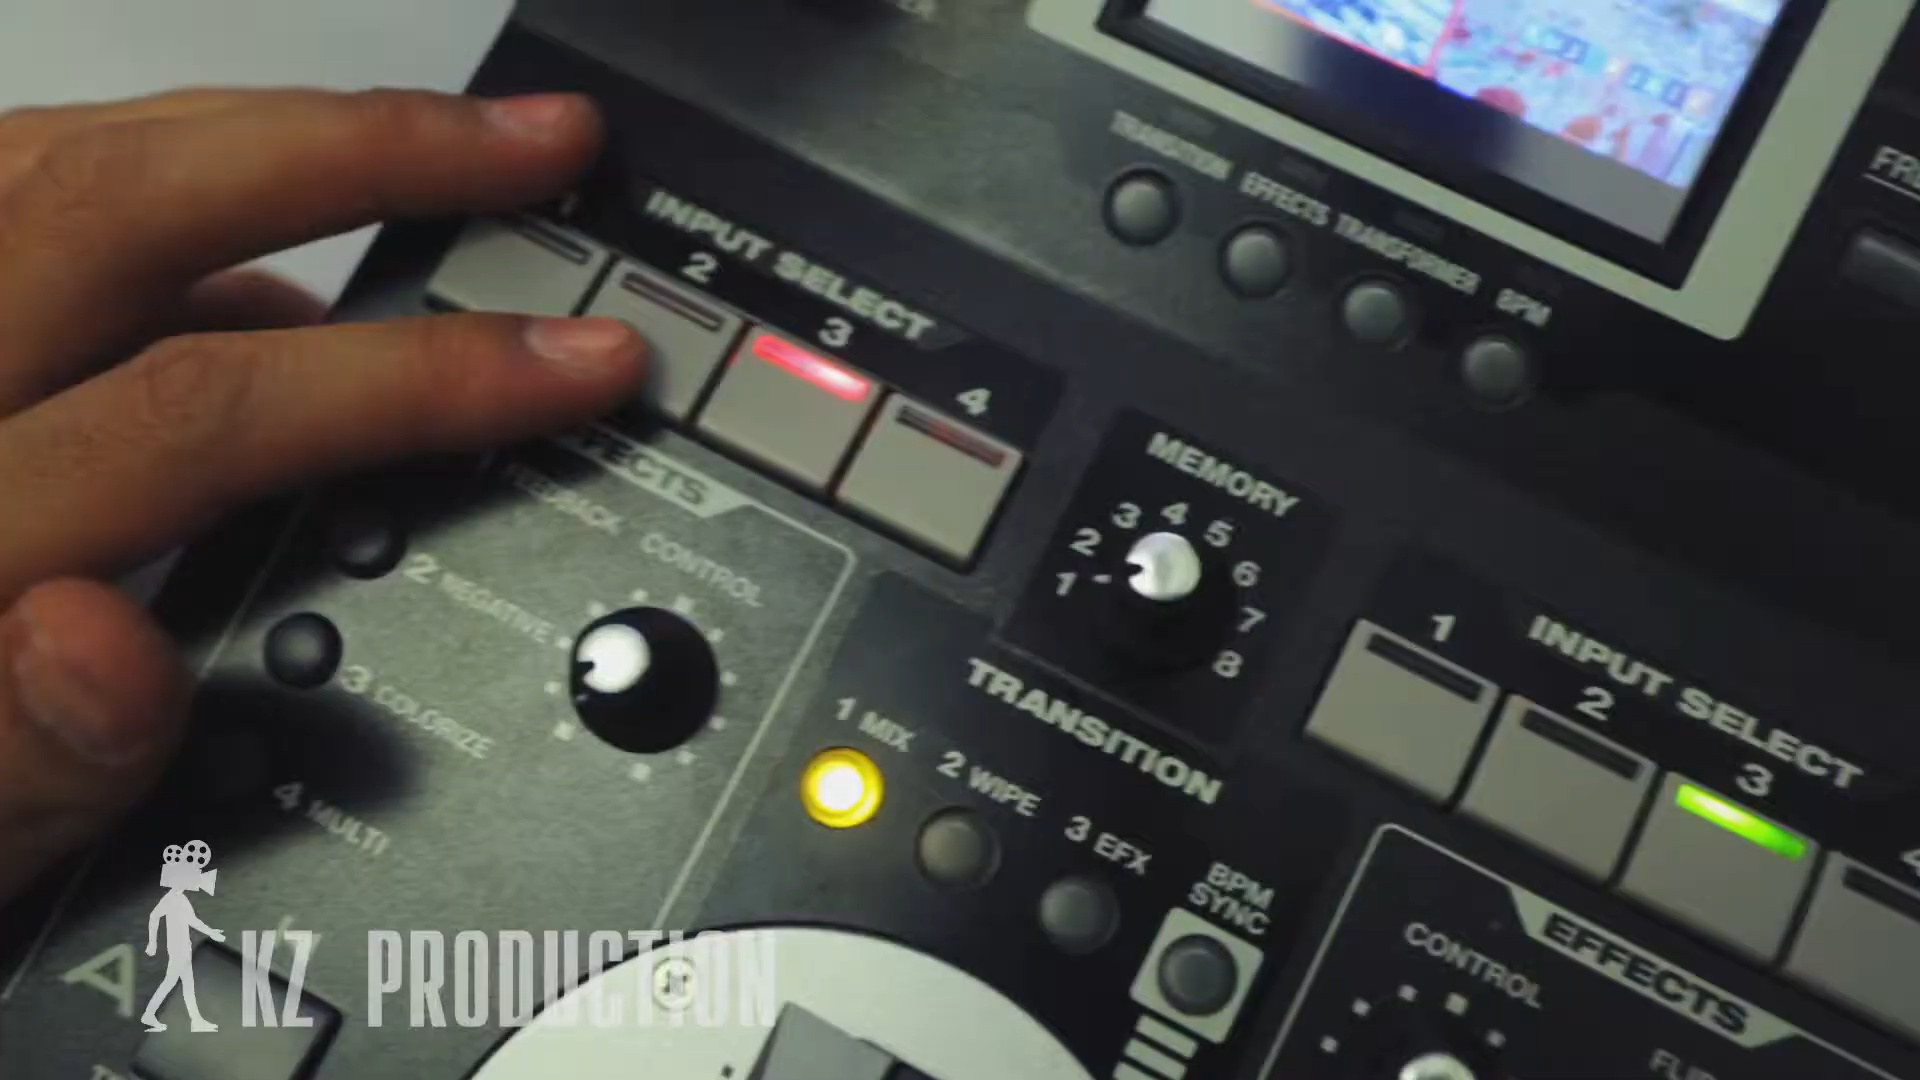 TRANSITION
EFFECTS
TRANSFORMER
BPM
INPUT SELECT
1
2
3
4
MEMORY
1
2
3
4
5
6
7
8
CONTROL
2 NEGATIVE
3 COLORIZE
4 MULTI
TRANSITION
1 MIX
2 WIPE
3 EFX
BPM
SYNC
INPUT SELECT
1
2
3
4
EFFECTS
CONTROL
A
KZ PRODUCTION